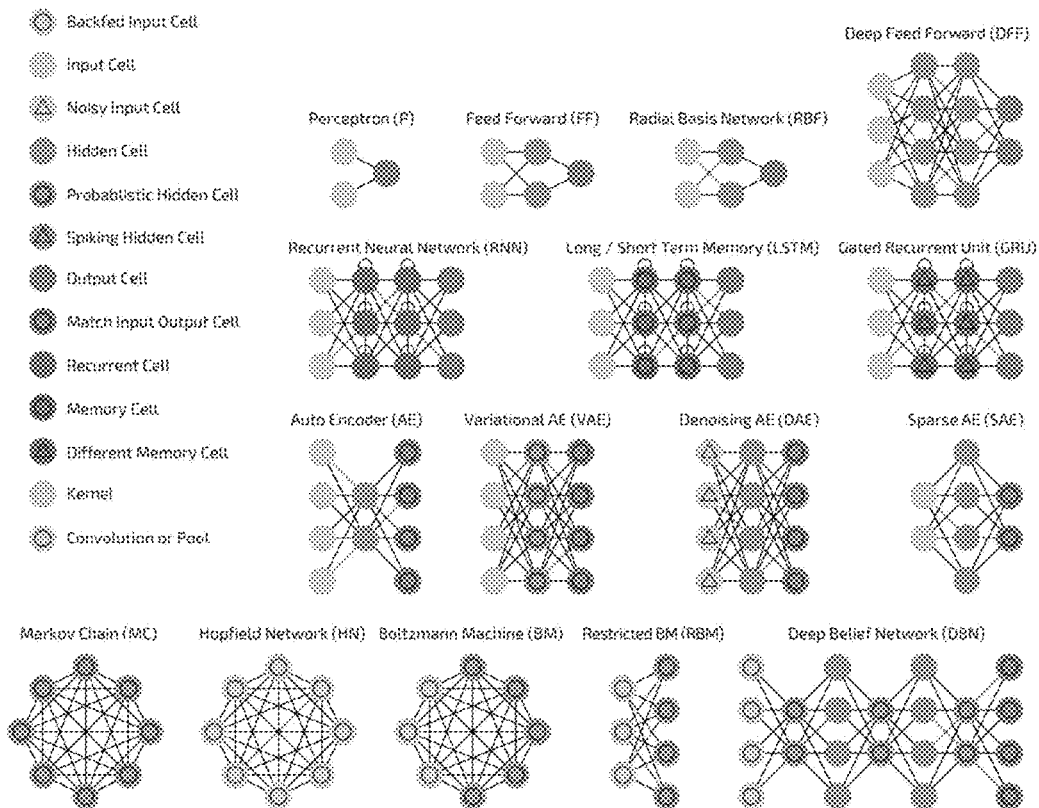 Backfed Input Cell
Input Cell
Noisy Input Cell
Hidden Cell
Probablistic Hidden Cell
Spiking Hidden Cell
Output Cell
Match Input Output Cell
Recurrent Cell
Memory Cell
Different Memory Cell
Kernel
Convolution or Pool
Deep Feed Forward (DFF)
Perceptron (P)
Feed Forward (FF)
Radial Basis Network (RBF)
Recurrent Neural Network (RNN)
Long / Short Term Memory (LSTM)
Gated Recurrent Unit (GRU)
Auto Encoder (AE)
Variational AE (VAE)
Denoising AE (DAE)
Sparse AE (SAE)
Markov Chain (MC)
Hopfield Network (HN)
Boltzmann Machine (BM)
Restricted BM (RBM)
Deep Belief Network (DBN)